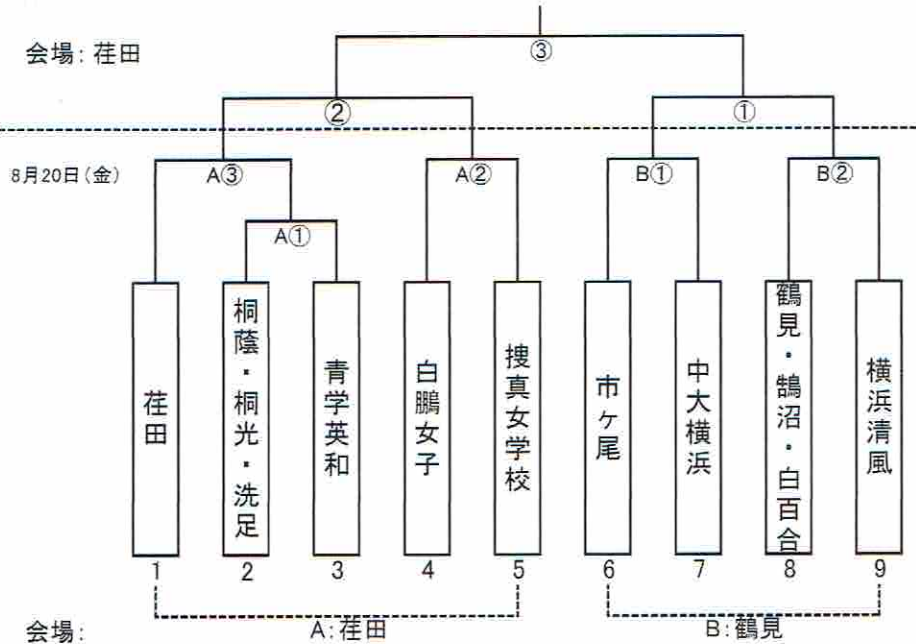 会場: 荏田
③
②
①
8月20日(金)
A③
A②
B①
B②
A①
荏田
桐蔭・桐光・洗足
青学英和
白鵬女子
捜真女学校
市ヶ尾
中大横浜
鶴見・鵠沼・白百合
横浜清風
1 2 3 4 5 6 7 8 9
会場: A:荏田 B:鶴見